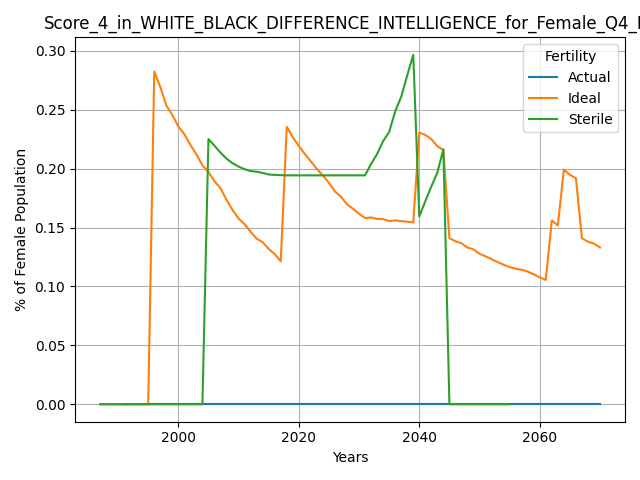 Score_4_in_WHITE_BLACK_DIFFERENCE_INTELLIGENCE_for_Female_Q4_
Fertility
Actual
Ideal
Sterile
% of Female Population
0.30
0.25
0.20
0.15
0.10
0.05
0.00
2000 2020 2040 2060
Years